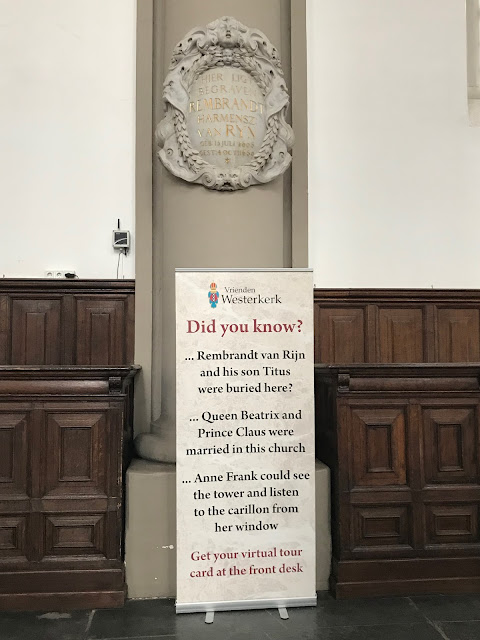 HIER LIGT
BEGRAVEN
REMBRANDT
HARMENSZ
VAN RYN
Vrienden
Westerkerk
Did you know?
... Rembrandt van Rijn
and his son Titus
were buried here?
... Queen Beatrix and
Prince Claus were
married in this church
... Anne Frank could see
the tower and listen
to the carillon from
her window
Get your virtual tour
card at the front desk